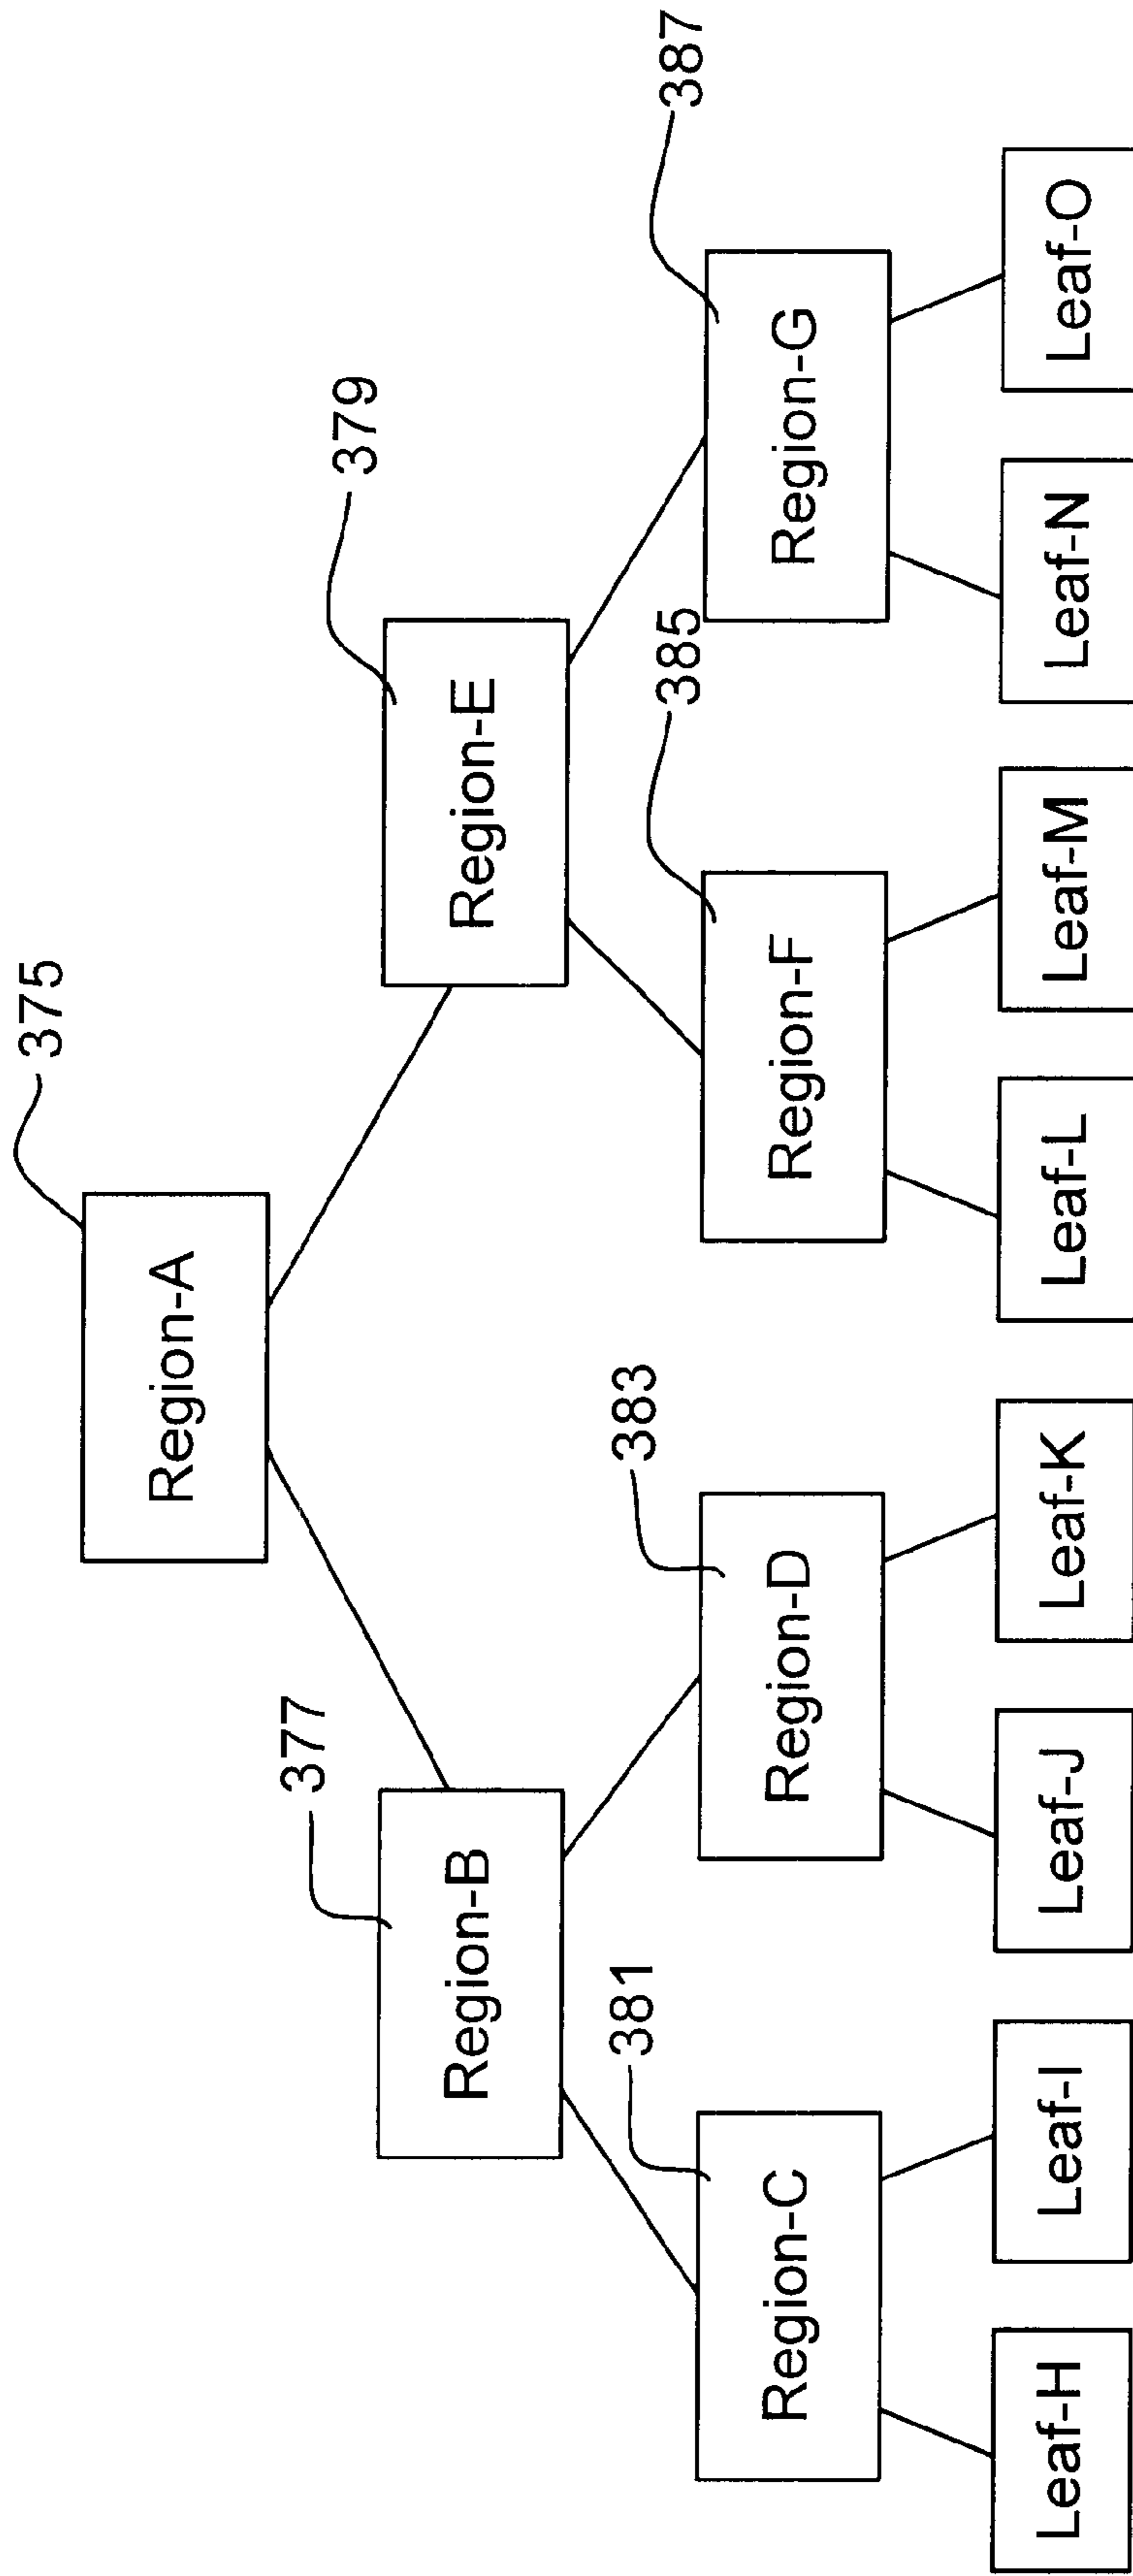 375
Region-A
377
379
Region-B
Region-E
381
383
385
387
Region-C
Region-D
Region-F
Region-G
Leaf-H
Leaf-I
Leaf-J
Leaf-K
Leaf-L
Leaf-M
Leaf-N
Leaf-O